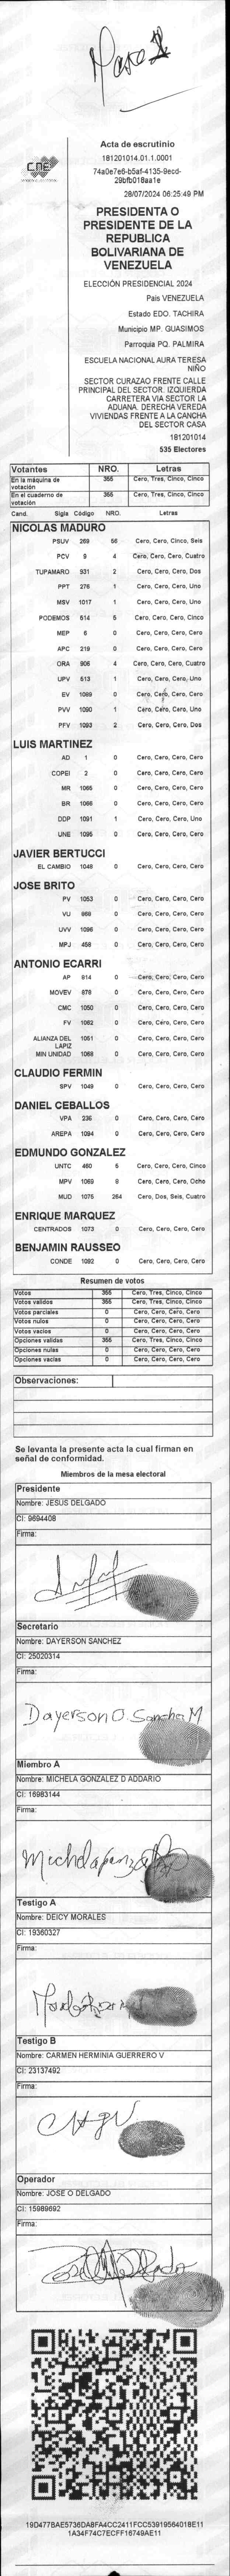 Mesa 1
CNE
Acta de escrutinio
181201014.01.1.0001
74a0e7e6-b5af-4135-9ecd-
29bfb018aa1e
28/07/2024 06:25:49 PM
PRESIDENTA O
PRESIDENTE DE LA
REPUBLICA
BOLIVARIANA DE
VENEZUELA
ELECCIÓN PRESIDENCIAL 2024
País VENEZUELA
Estado EDO. TACHIRA
Municipio MP. GUASIMOS
Parroquia PQ. PALMIRA
ESCUELA NACIONAL AURA TERESA
NIÑO
SECTOR CURAZAO FRENTE CALLE
PRINCIPAL DEL SECTOR. IZQUIERDA
CARRETERA VIA SECTOR LA
ADUANA. DERECHA VEREDA
VIVIENDAS FRENTE A LA CANCHA
DEL SECTOR CASA
181201014
535 Electores
Votantes NRO. Letras
En la máquina de votación 355 Cero, Tres, Cinco, Cinco
En el cuaderno de votación 355 Cero, Tres, Cinco, Cinco
Cand. Sigla Código NRO. Letras
NICOLAS MADURO
PSUV 269 56 Cero, Cero, Cinco, Seis
PCV 9 4 Cero, Cero, Cero, Cuatro
TUPAMARO 931 2 Cero, Cero, Cero, Dos
PPT 276 1 Cero, Cero, Cero, Uno
MSV 1017 1 Cero, Cero, Cero, Uno
PODEMOS 514 5 Cero, Cero, Cero, Cinco
MEP 6 0 Cero, Cero, Cero, Cero
APC 219 0 Cero, Cero, Cero, Cero
ORA 906 4 Cero, Cero, Cero, Cuatro
UPV 513 1 Cero, Cero, Cero, Uno
EV 1089 0 Cero, Cero, Cero, Cero
PVV 1090 1 Cero, Cero, Cero, Uno
PFV 1093 2 Cero, Cero, Cero, Dos
LUIS MARTINEZ
AD 1 0 Cero, Cero, Cero, Cero
COPEI 2 0 Cero, Cero, Cero, Cero
MR 1065 0 Cero, Cero, Cero, Cero
BR 1066 0 Cero, Cero, Cero, Cero
DDP 1091 1 Cero, Cero, Cero, Uno
UNE 1095 0 Cero, Cero, Cero, Cero
JAVIER BERTUCCI
EL CAMBIO 1048 0 Cero, Cero, Cero, Cero
JOSE BRITO
PV 1053 0 Cero, Cero, Cero, Cero
VU 868 0 Cero, Cero, Cero, Cero
UVV 1096 0 Cero, Cero, Cero, Cero
MPJ 458 0 Cero, Cero, Cero, Cero
ANTONIO ECARRI
AP 814 0 Cero, Cero, Cero, Cero
MOVEV 879 0 Cero, Cero, Cero, Cero
CMC 1050 0 Cero, Cero, Cero, Cero
FV 1062 0 Cero, Cero, Cero, Cero
ALIANZA DEL LAPIZ 1051 0 Cero, Cero, Cero, Cero
MIN UNIDAD 1068 0 Cero, Cero, Cero, Cero
CLAUDIO FERMIN
SPV 1049 0 Cero, Cero, Cero, Cero
DANIEL CEBALLOS
VPA 236 0 Cero, Cero, Cero, Cero
AREPA 1094 0 Cero, Cero, Cero, Cero
EDMUNDO GONZALEZ
UNTC 460 5 Cero, Cero, Cero, Cinco
MPV 1069 8 Cero, Cero, Cero, Ocho
MUD 1075 264 Cero, Dos, Seis, Cuatro
ENRIQUE MARQUEZ
CENTRADOS 1073 0 Cero, Cero, Cero, Cero
BENJAMIN RAUSSEO
CONDE 1092 0 Cero, Cero, Cero, Cero
Resumen de votos
Votos 355 Cero, Tres, Cinco, Cinco
Votos validos 355 Cero, Tres, Cinco, Cinco
Votos parciales 0 Cero, Cero, Cero, Cero
Votos nulos 0 Cero, Cero, Cero, Cero
Votos vacios 0 Cero, Cero, Cero, Cero
Opciones validas 355 Cero, Tres, Cinco, Cinco
Opciones nulas 0 Cero, Cero, Cero, Cero
Opciones vacias 0 Cero, Cero, Cero, Cero
Observaciones:
Se levanta la presente acta la cual firman en
señal de conformidad.
Miembros de la mesa electoral
Presidente
Nombre: JESUS DELGADO
CI: 9694408
Firma:
Secretario
Nombre: DAYERSON SANCHEZ
CI: 25020314
Firma:
Dayerson O. Sanchez M
Miembro A
Nombre: MICHELA GONZALEZ D ADDARIO
CI: 16983144
Firma:
Testigo A
Nombre: DEICY MORALES
CI: 19360327
Firma:
Testigo B
Nombre: CARMEN HERMINIA GUERRERO V
CI: 23137492
Firma:
Operador
Nombre: JOSE O DELGADO
CI: 15989692
Firma:
19D477BAE5736DA8FA4CC2411FCC53919564018E11
1A34F74C7ECFF16749AE11